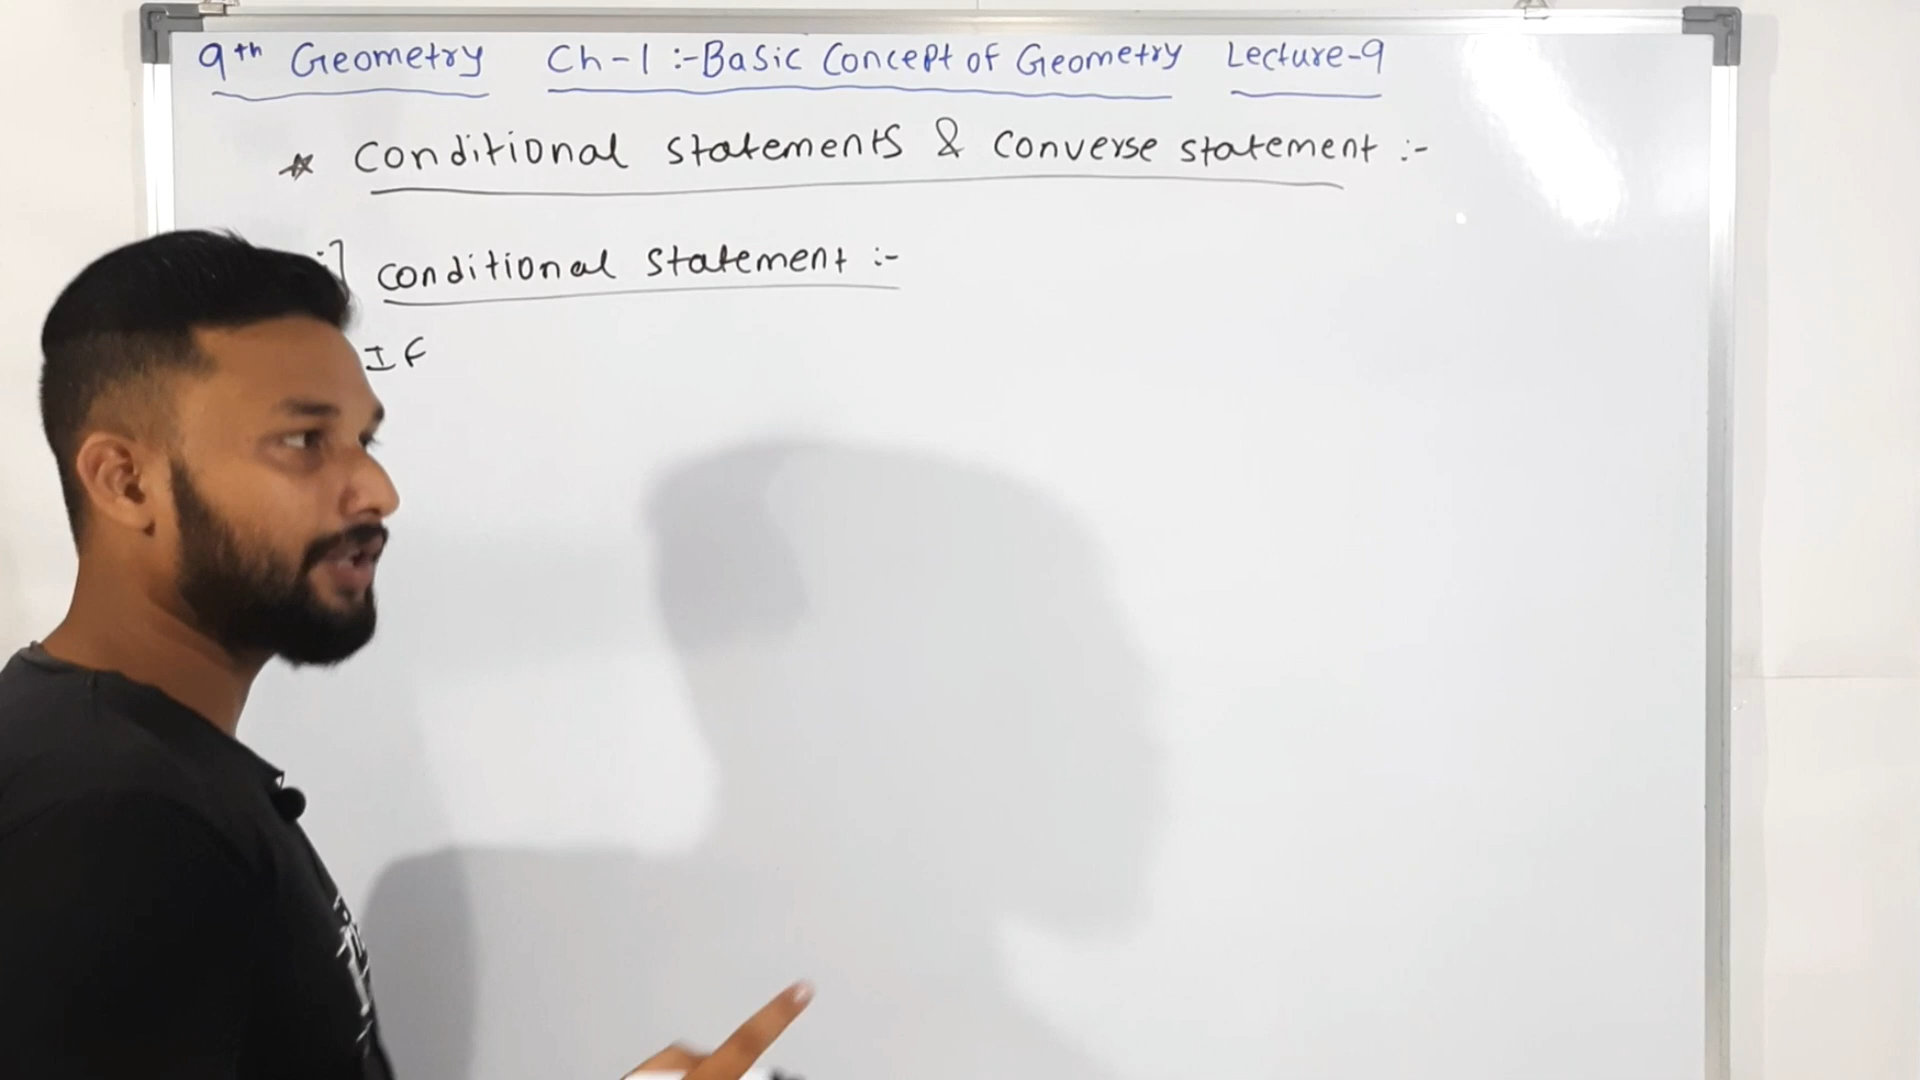 9th Geometry Ch-1 :- Basic Concept of Geometry Lecture-9
* Conditional statements & Converse statement :-
conditional statement :-
If